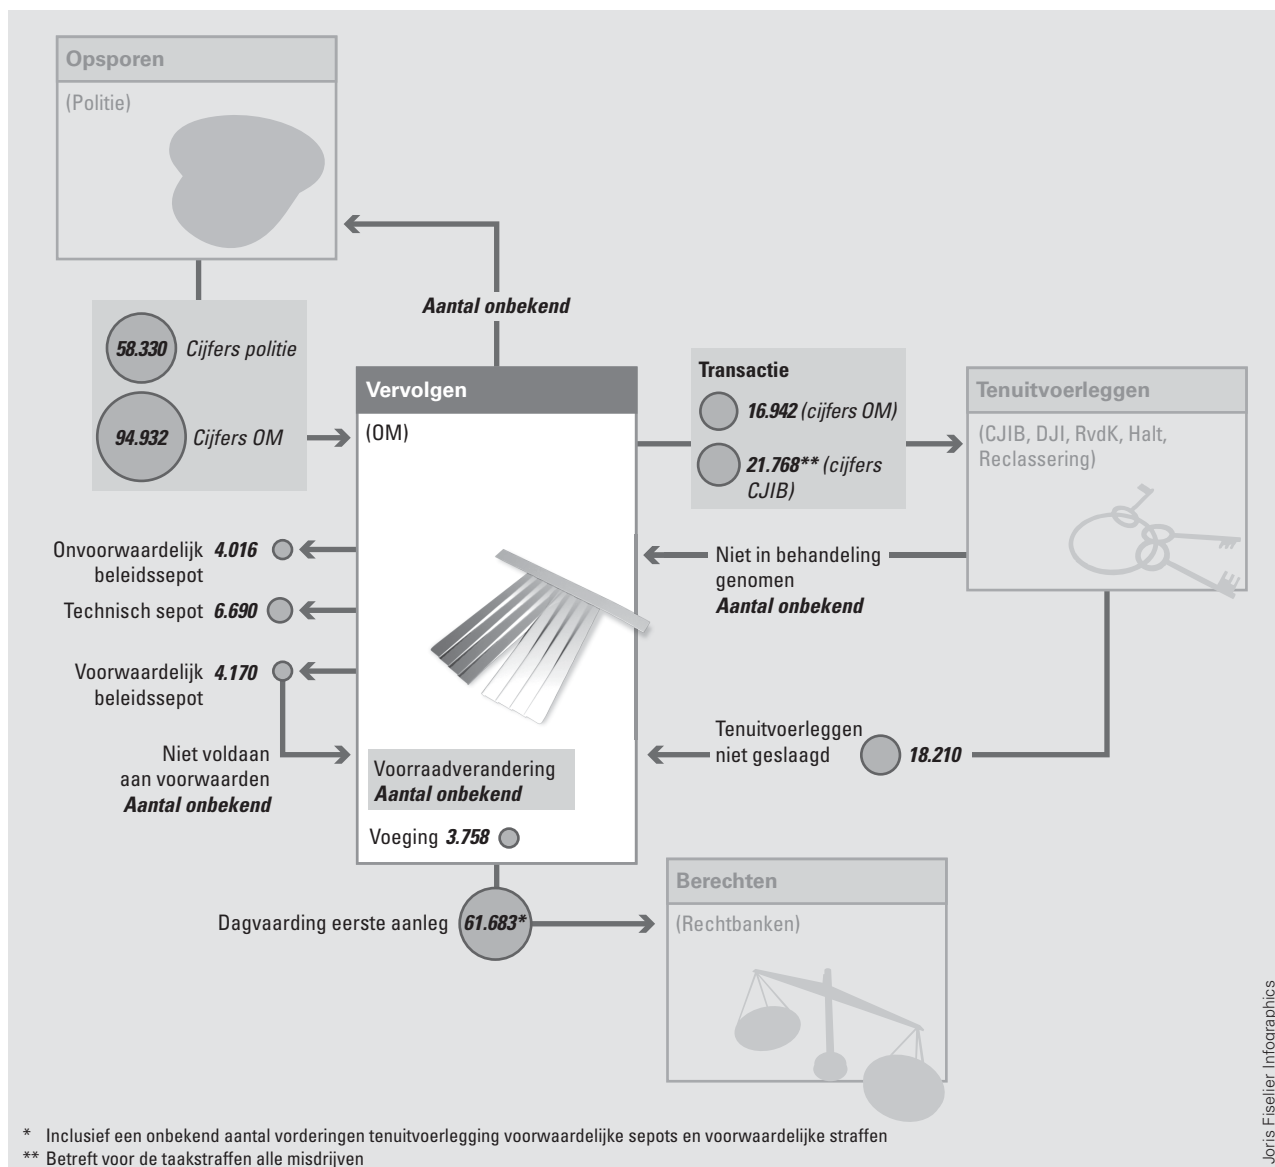 Opsporen
(Politie)
Aantal onbekend
58.330 Cijfers politie
94.932 Cijfers OM
Vervolgen
(OM)
Transactie
16.942 (cijfers OM)
21.768** (cijfers
CJIB)
Tenuitvoerleggen
(CJIB, DJI, RvdK, Halt,
Reclassering)
Onvoorwaardelijk 4.016
beleidssepot
Technisch sepot 6.690
Voorwaardelijk 4.170
beleidssepot
Niet voldaan
aan voorwaarden
Aantal onbekend
Niet in behandeling
genomen
Aantal onbekend
Tenuitvoerleggen
niet geslaagd 18.210
Voorraadverandering
Aantal onbekend
Voeging 3.758
Dagvaarding eerste aanleg 61.683*
Berechten
(Rechtbanken)
* Inclusief een onbekend aantal vorderingen tenuitvoerlegging voorwaardelijke sepots en voorwaardelijke straffen
** Betreft voor de taakstraffen alle misdrijven
Joris Fiselier Infographics